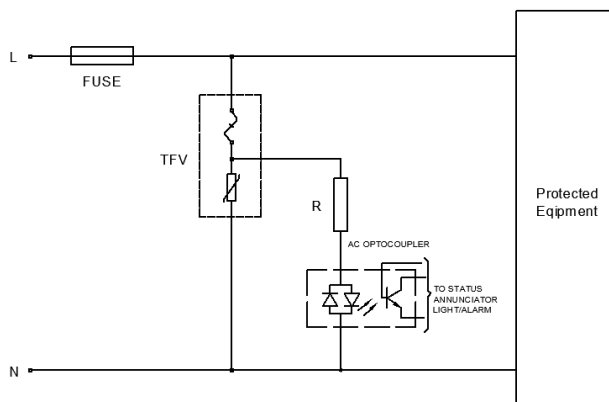 L
FUSE
TFV
R
AC OPTOCOUPLER
Protected
Eqipment
TO STATUS
ANNUNCIATOR
LIGHT/ALARM
N